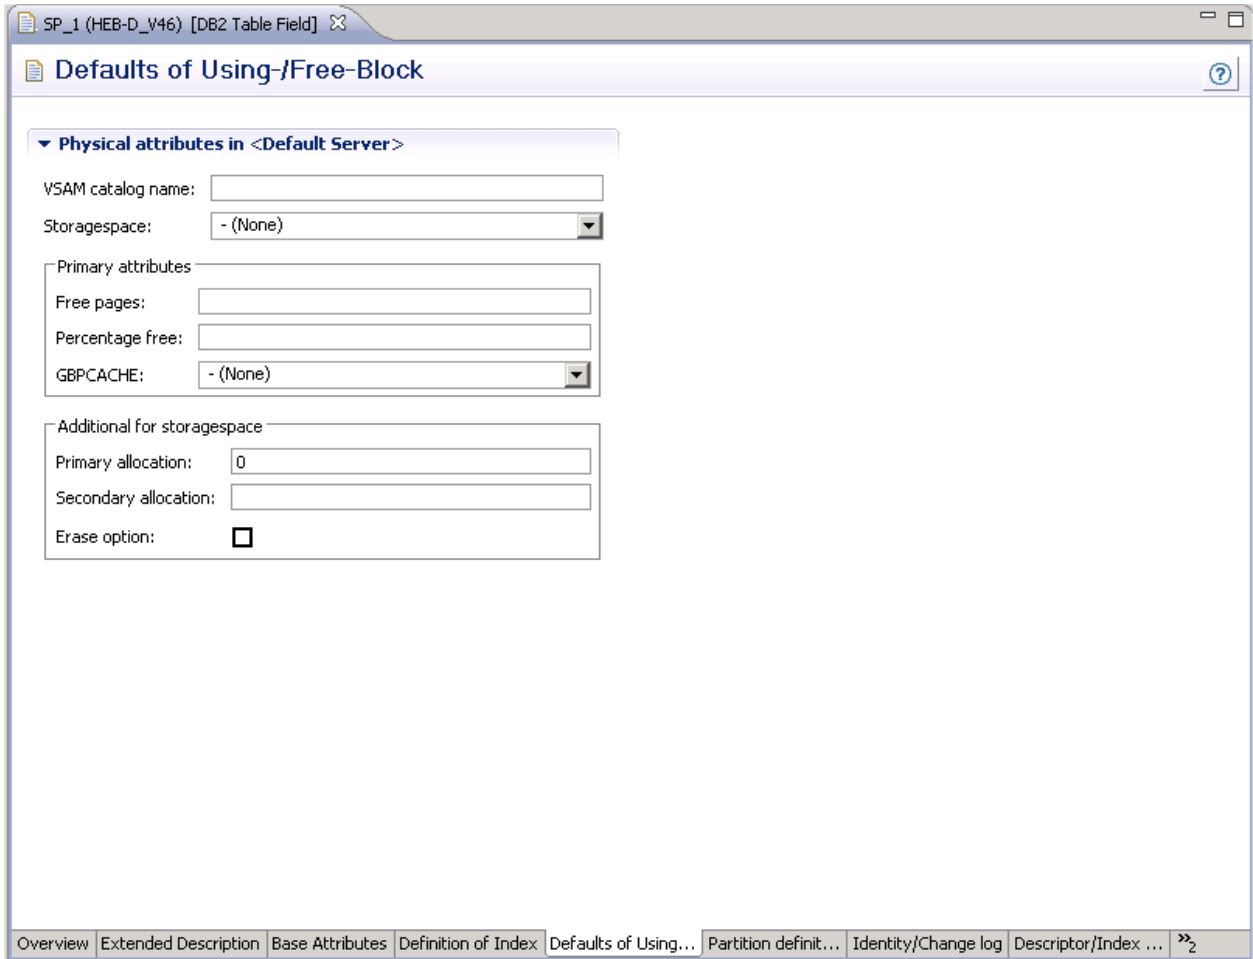 SP_1 (HEB-D_V46) [DB2 Table Field]
Defaults of Using-/Free-Block
Physical attributes in <Default Server>
VSAM catalog name:
Storagespace: - (None)
Primary attributes
Free pages:
Percentage free:
GBPCACHE: - (None)
Additional for storagespace
Primary allocation: 0
Secondary allocation:
Erase option:
Overview Extended Description Base Attributes Definition of Index Defaults of Using... Partition definit... Identity/Change log Descriptor/Index ... »2